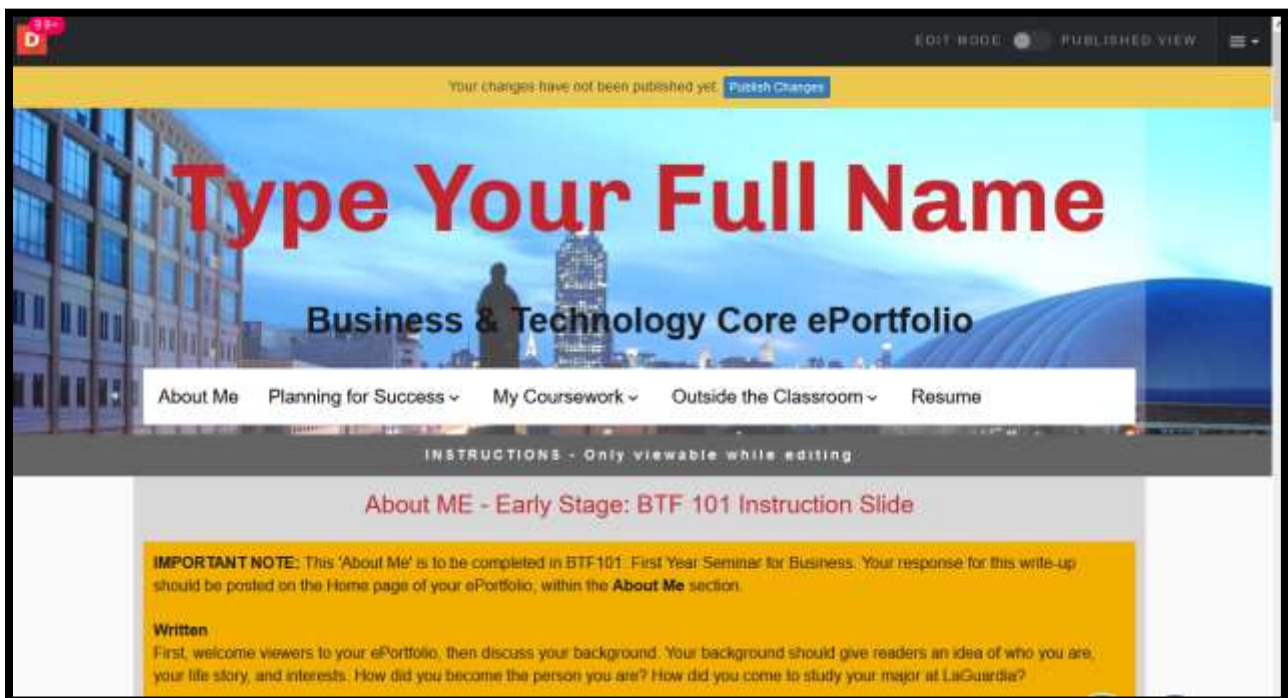 99+
D
EDIT MODE PUBLISHED VIEW
Your changes have not been published yet. Publish Changes
Type Your Full Name
Business & Technology Core ePortfolio
About Me Planning for Success My Coursework Outside the Classroom Resume
INSTRUCTIONS - Only viewable while editing
About ME - Early Stage: BTF 101 Instruction Slide
IMPORTANT NOTE: This 'About Me' is to be completed in BTF101: First Year Seminar for Business. Your response for this write-up
should be posted on the Home page of your ePortfolio, within the About Me section.
Written
First, welcome viewers to your ePortfolio, then discuss your background. Your background should give readers an idea of who you are,
your life story, and interests. How did you become the person you are? How did you come to study your major at LaGuardia?